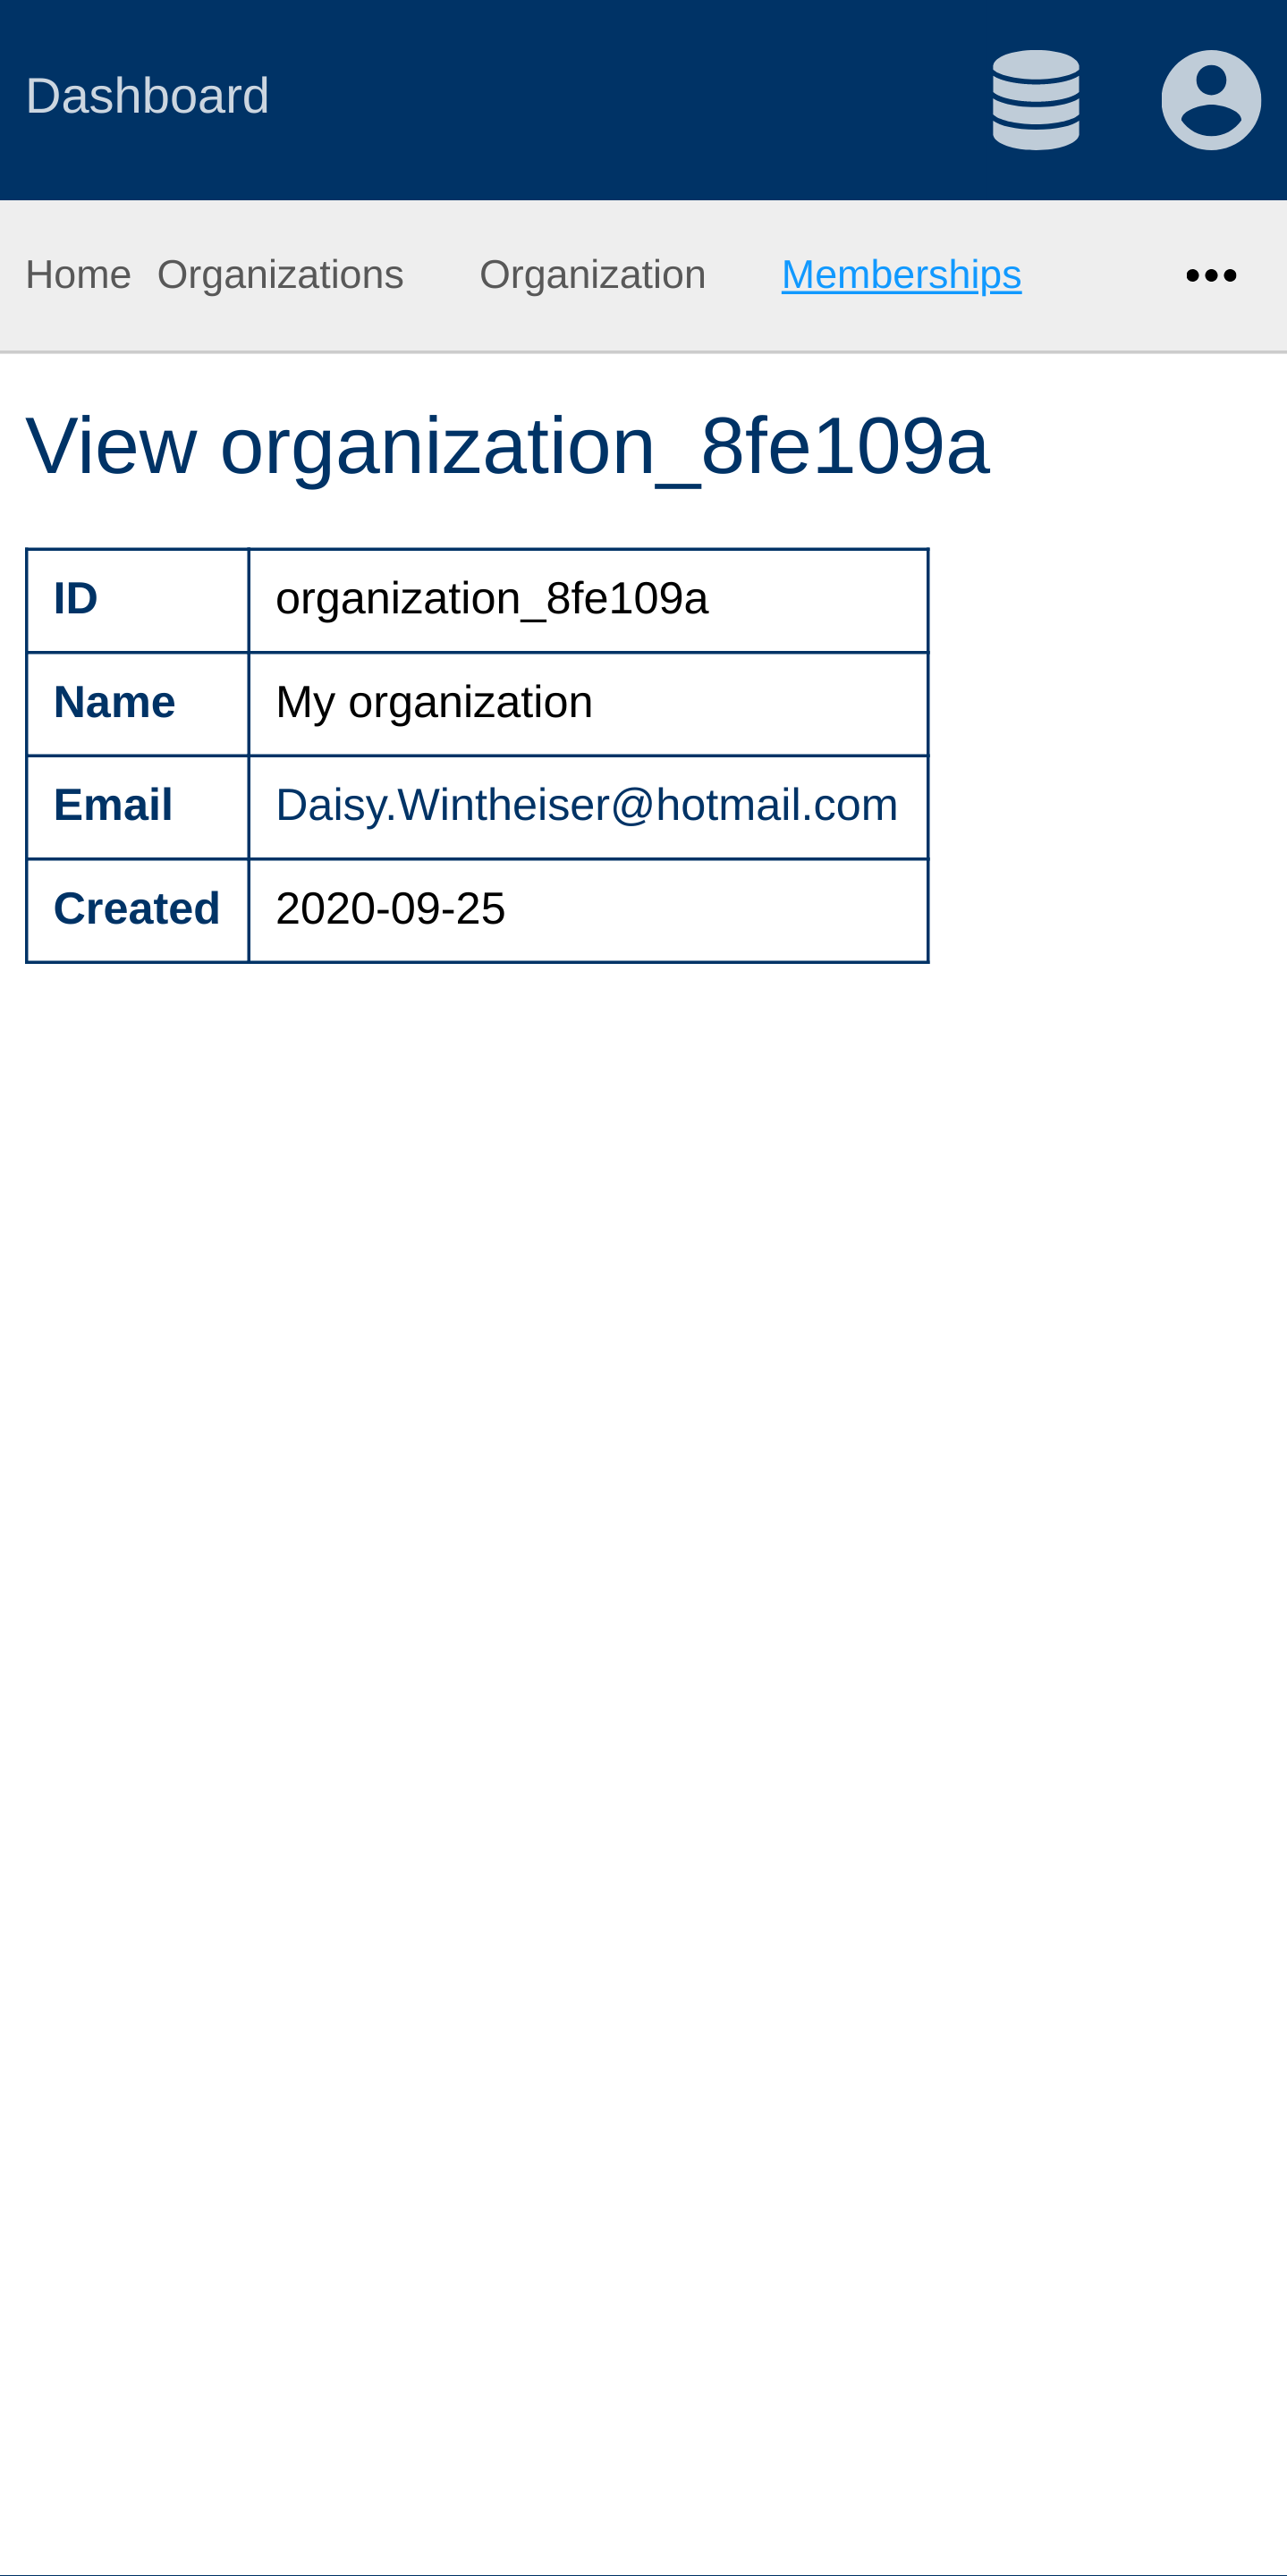 Dashboard
Home Organizations Organization Memberships
View organization_8fe109a
ID organization_8fe109a
Name My organization
Email Daisy.Wintheiser@hotmail.com
Created 2020-09-25